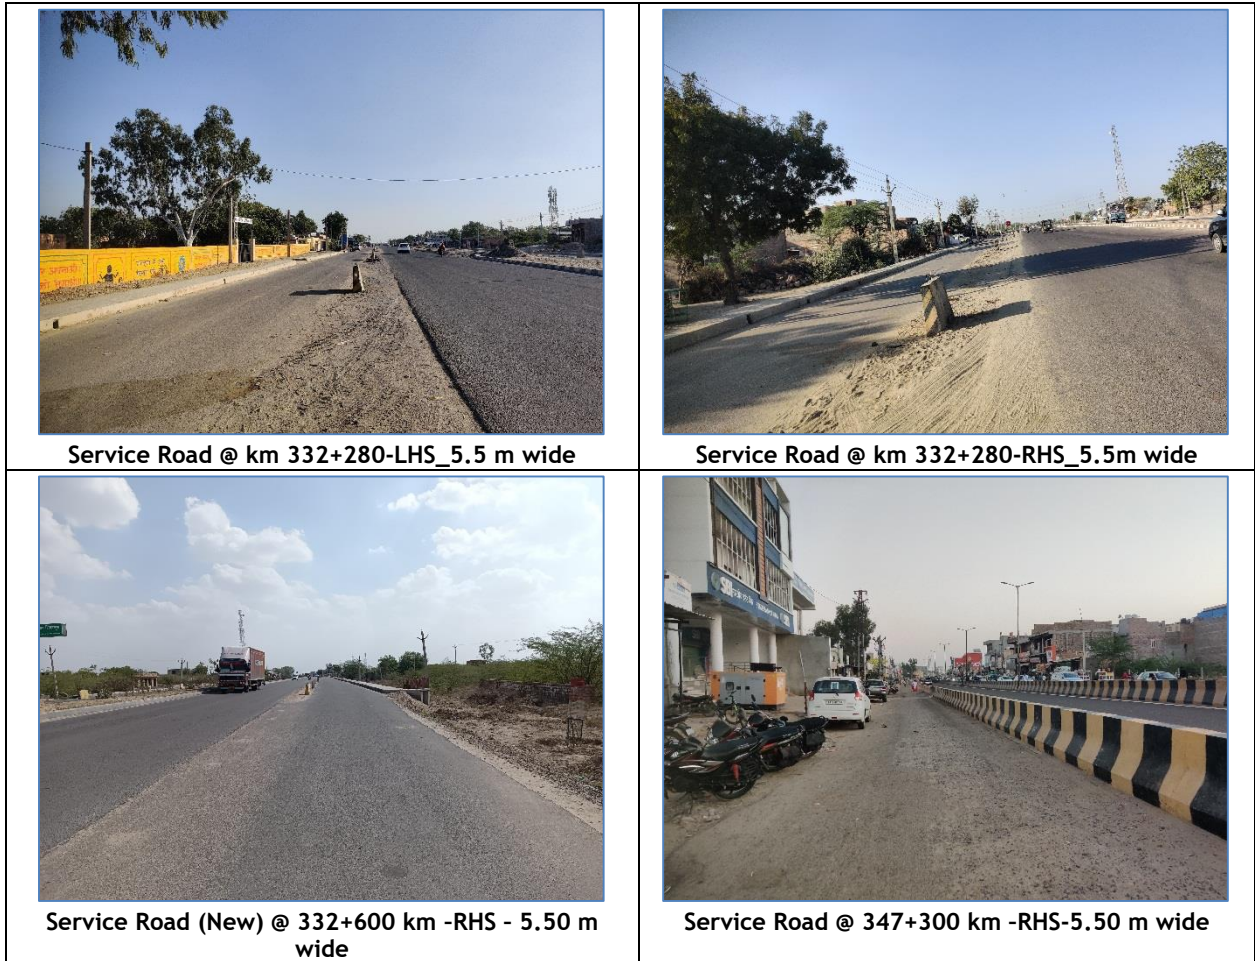 Service Road @ km 332+280-LHS_5.5 m wide
Service Road @ km 332+280-RHS_5.5m wide
SBI
Service Road (New) @ 332+600 km -RHS - 5.50 m
wide
Service Road @ 347+300 km -RHS-5.50 m wide